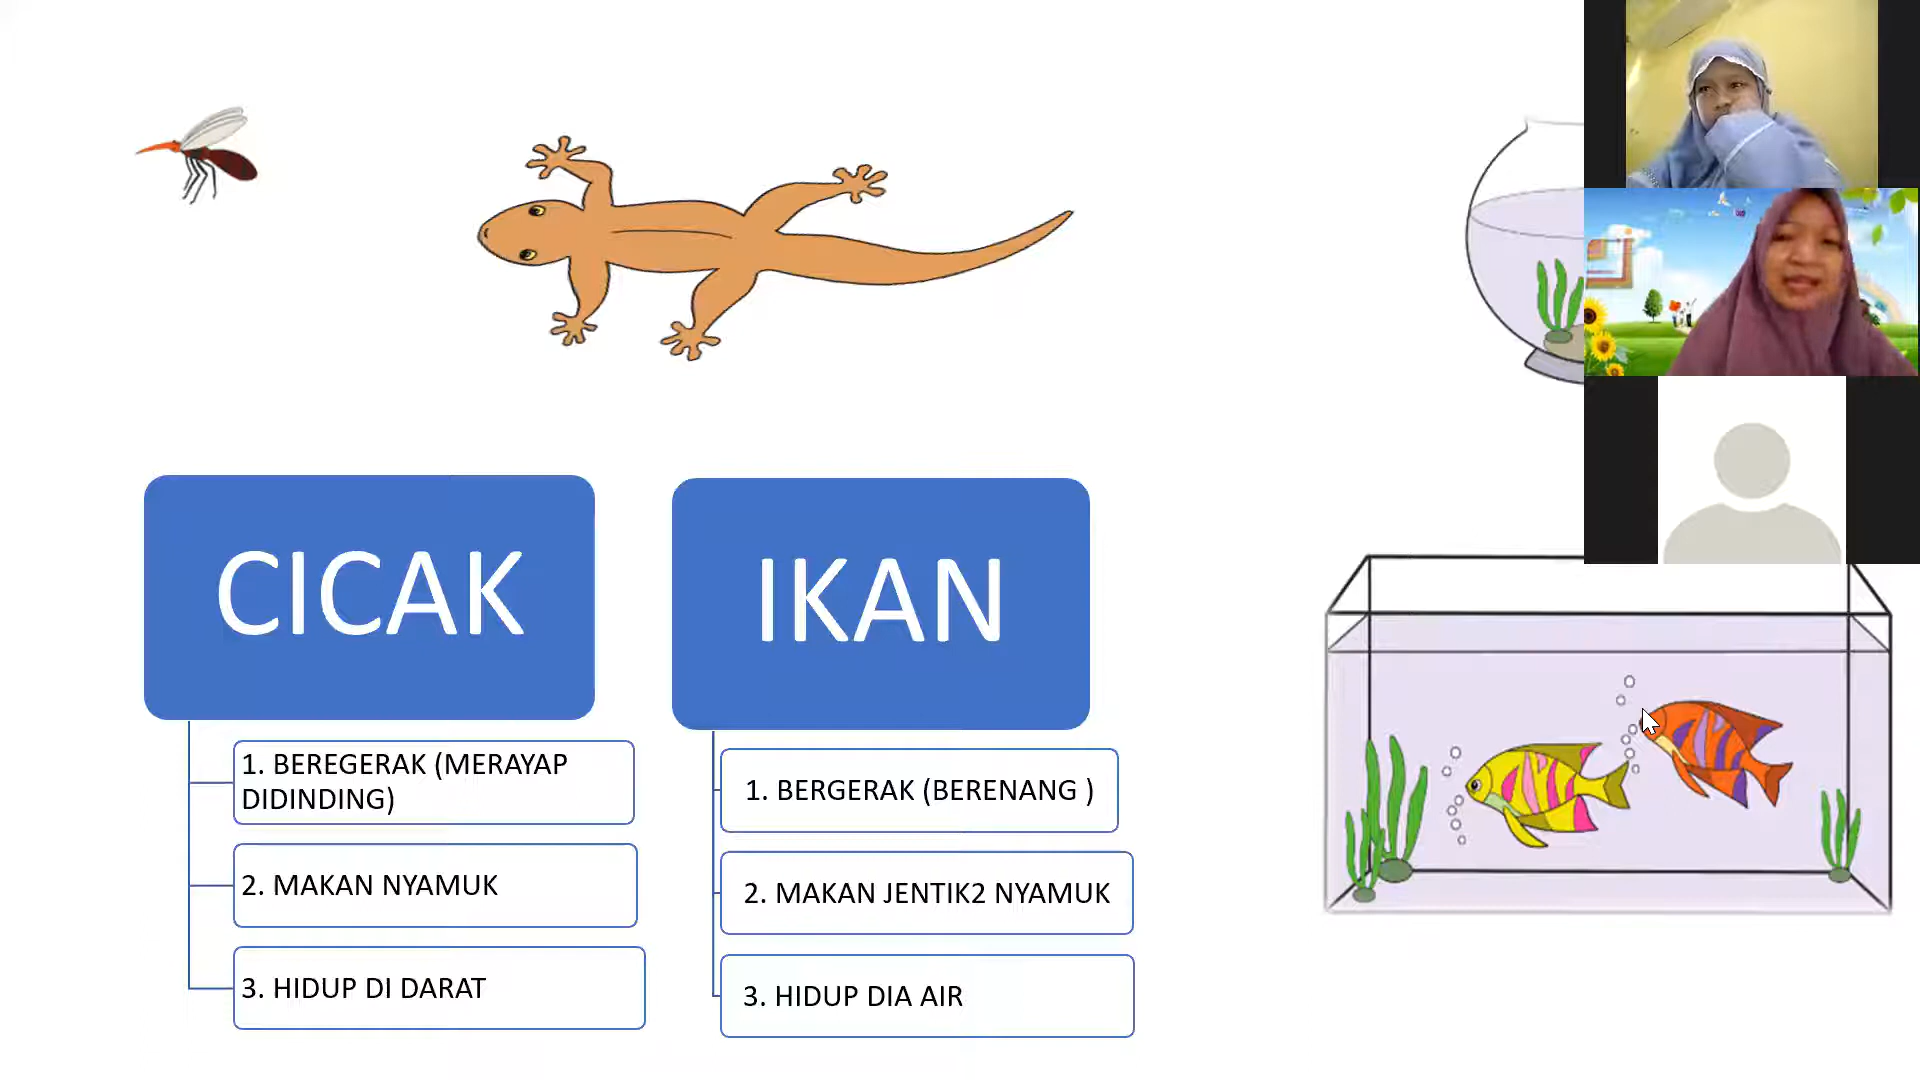 CICAK
1. BEREGERAK (MERAYAP
DIDINDING)
2. MAKAN NYAMUK
3. HIDUP DI DARAT
IKAN
1. BERGERAK (BERENANG )
2. MAKAN JENTIK2 NYAMUK
3. HIDUP DIA AIR